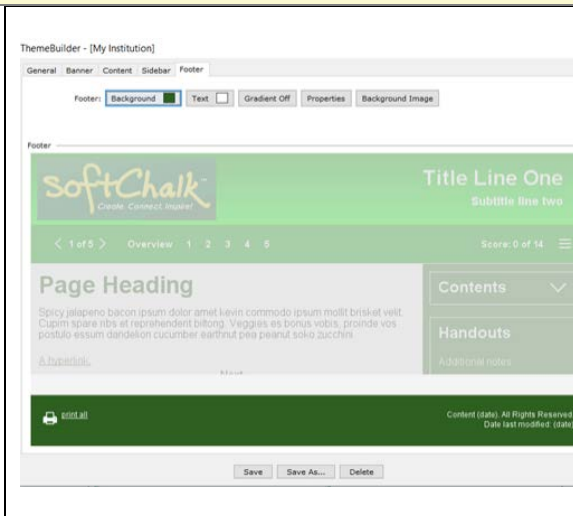 ThemeBuilder - [My Institution]
General Banner Content Sidebar Footer
Footer: Background Text Gradient Off Properties Background Image
Footer
SoftChalk
Create. Connect. Inspire!
Title Line One
Subtitle line two
< 1 of 5 > Overview 1 2 3 4 5 Score: 0 of 14
Page Heading
Spicy jalapeno bacon ipsum dolor amet kevin commodo ipsum mollit brisket velit.
Cupim spare ribs et reprehenderit biltong. Veggies es bonus vobis, proinde vos
postulo essum dandelion cucumber earthnut pea peanut soko zucchini.
A hyperlink.
Next
Contents
Handouts
Additional notes
print all
Content {date}. All Rights Reserved.
Date last modified: {date}
Save Save As... Delete